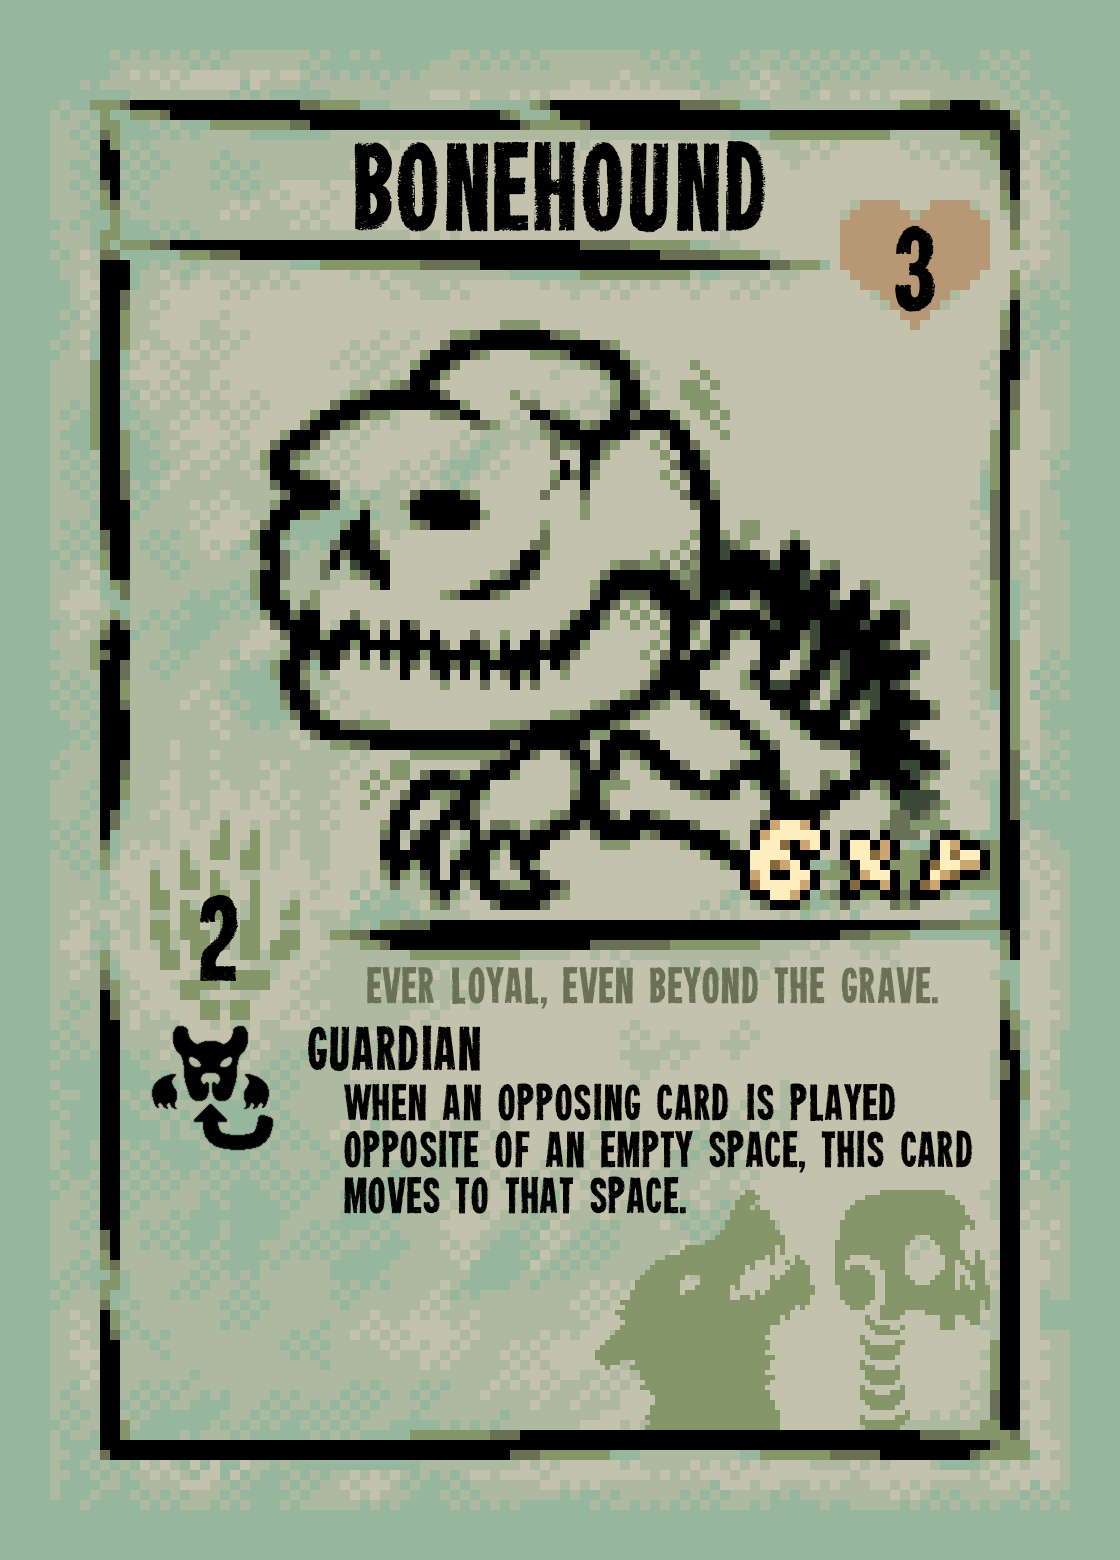 BONEHOUND
3
6 X
2
EVER LOYAL, EVEN BEYOND THE GRAVE.
GUARDIAN
WHEN AN OPPOSING CARD IS PLAYED
OPPOSITE OF AN EMPTY SPACE, THIS CARD
MOVES TO THAT SPACE.